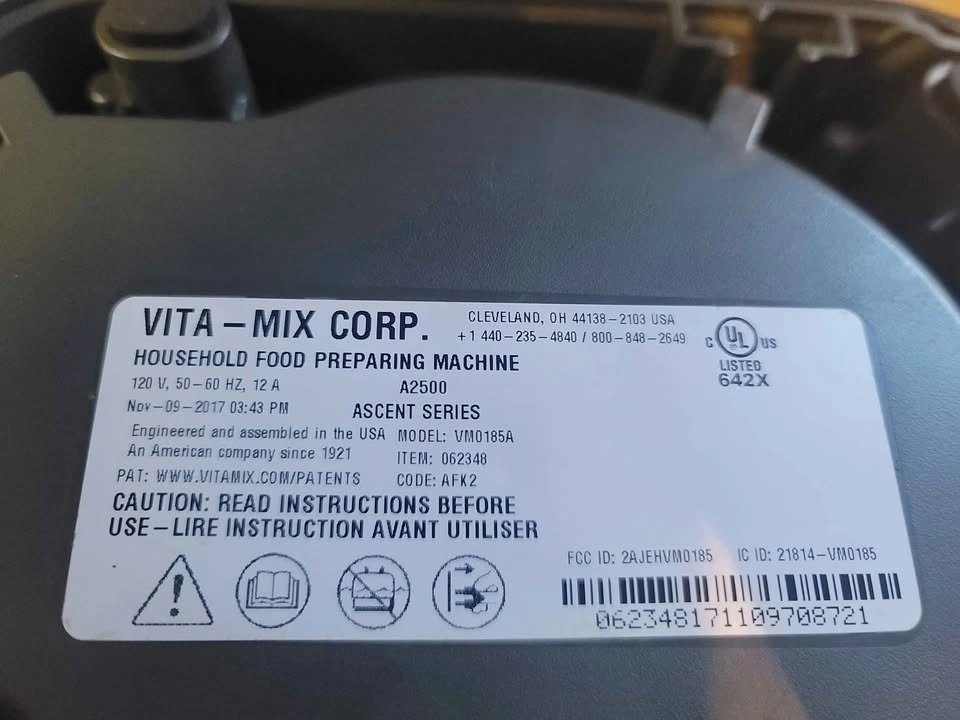 VITA-MIX CORP.
CLEVELAND, OH 44138-2103 USA
+1 440-235-4840 / 800-848-2649
C UL US
LISTED
642X
HOUSEHOLD FOOD PREPARING MACHINE
120 V, 50-60 HZ, 12 A
A2500
Nov-09-2017 03:43 PM
ASCENT SERIES
Engineered and assembled in the USA
MODEL: VM0185A
An American company since 1921
ITEM: 062348
PAT: WWW.VITAMIX.COM/PATENTS
CODE: AFK2
CAUTION: READ INSTRUCTIONS BEFORE
USE-LIRE INSTRUCTION AVANT UTILISER
FCC ID: 2AJEHVM0185 IC ID: 21814-VM0185
062348171109708721